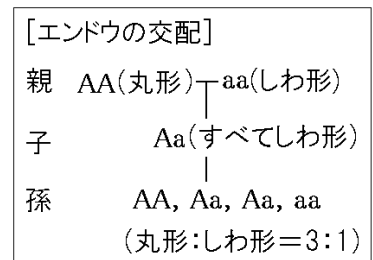 [エンドウの交配]
親 AA(丸形) aa(しわ形)
子 Aa(すべてしわ形)
孫 AA, Aa, Aa, aa
(丸形:しわ形=3:1)